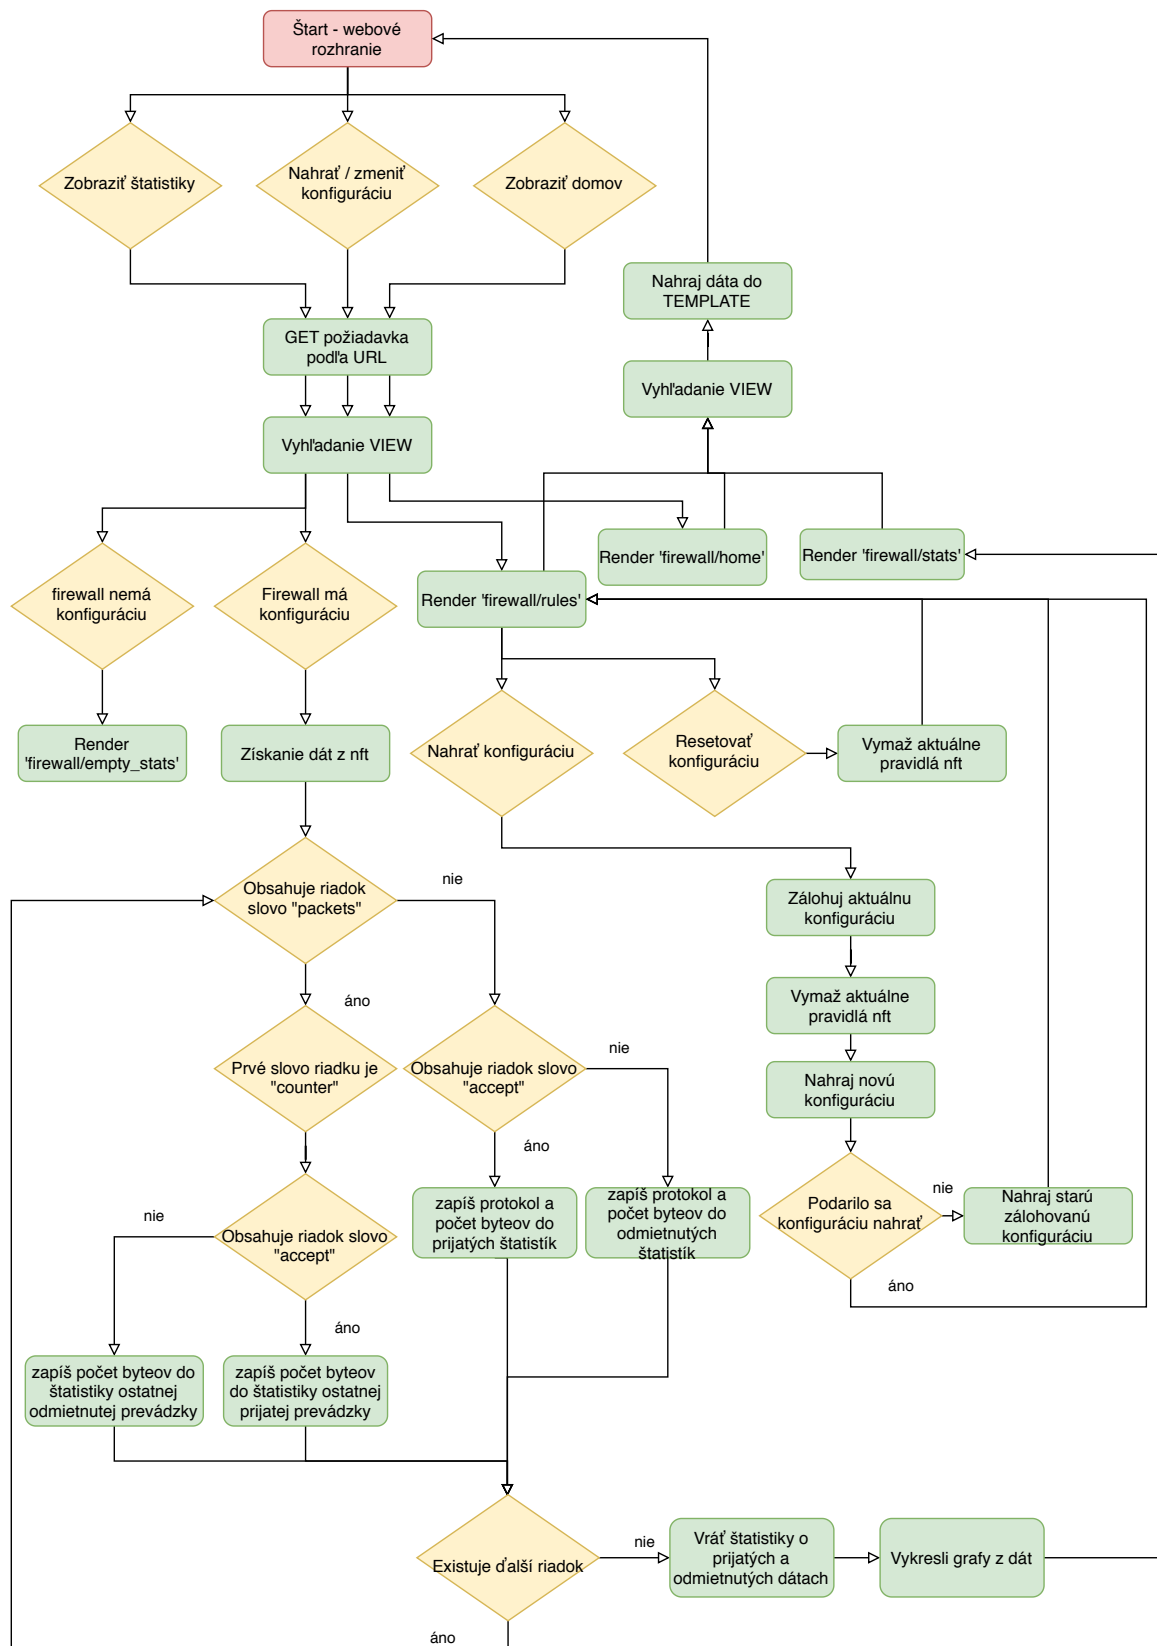 Štart - webové
rozhranie
Zobraziť štatistiky
Nahrať / zmeniť
konfiguráciu
Zobraziť domov
Nahraj dáta do
TEMPLATE
GET požiadavka
podľa URL
Vyhľadanie VIEW
Vyhľadanie VIEW
Render 'firewall/home'
Render 'firewall/stats'
firewall nemá
konfiguráciu
Firewall má
konfiguráciu
Render 'firewall/rules'
Render
'firewall/empty_stats'
Získanie dát z nft
Nahrať konfiguráciu
Resetovať
konfiguráciu
Vymaž aktuálne
pravidlá nft
Obsahuje riadok
slovo "packets"
nie
Zálohuj aktuálnu
konfiguráciu
áno
Vymaž aktuálne
pravidlá nft
Prvé slovo riadku je
"counter"
Obsahuje riadok slovo
"accept"
nie
Nahraj novú
konfiguráciu
áno
Obsahuje riadok slovo
"accept"
nie
zapíš protokol a
počet byteov do
prijatých štatistík
zapíš protokol a
počet byteov do
odmietnutých
štatistík
Podarilo sa
konfiguráciu nahrať
nie
Nahraj starú
zálohovanú
konfiguráciu
áno
áno
zapíš počet byteov do
štatistiky ostatnej
odmietnutej prevádzky
zapíš počet byteov
do štatistiky ostatnej
prijatej prevádzky
Existuje ďalší riadok
nie
Vráť štatistiky o
prijatých a
odmietnutých dátach
Vykresli grafy z dát
áno